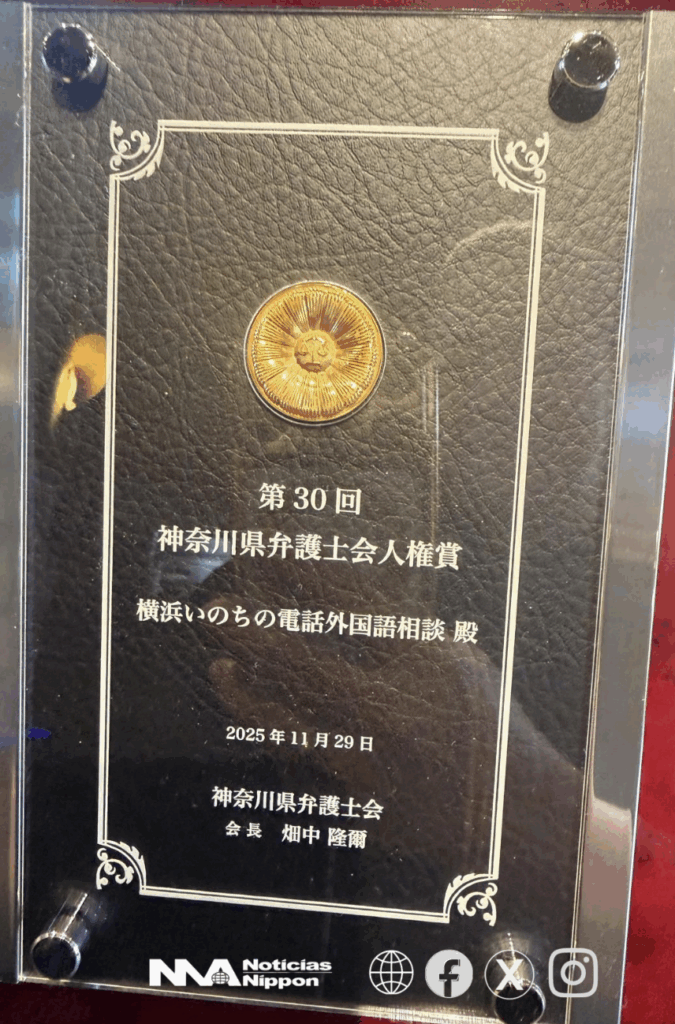 第30回
神奈川県弁護士会人権賞
横浜いのちの電話外国語相談 殿
2025年11月29日
神奈川県弁護士会
会長 畑中 隆爾
NNA Notícias
Nippon